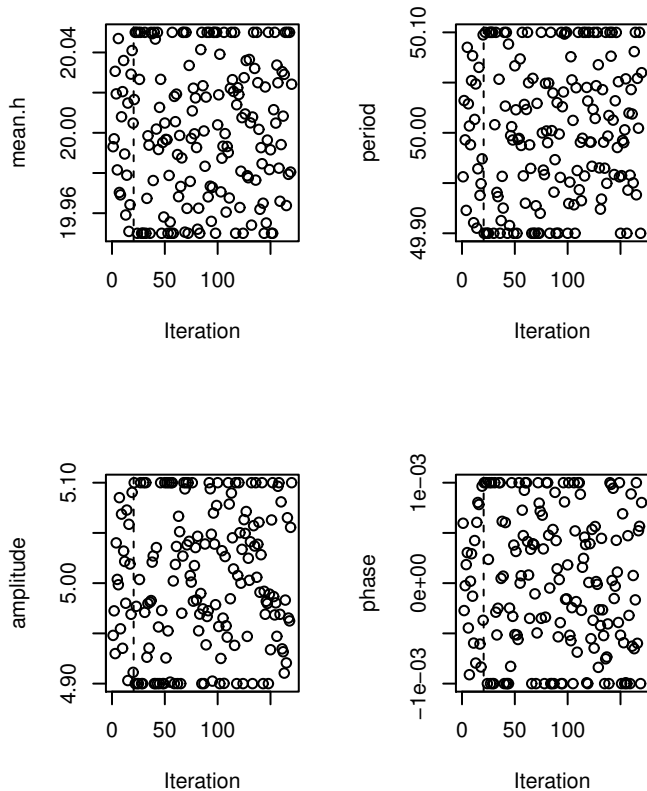 mean.h
19.96
20.00
20.04
0
50
100
Iteration
period
49.90
50.00
50.10
0
50
100
Iteration
amplitude
4.90
5.00
5.10
0
50
100
Iteration
phase
−1e−03
0e+00
1e−03
0
50
100
Iteration